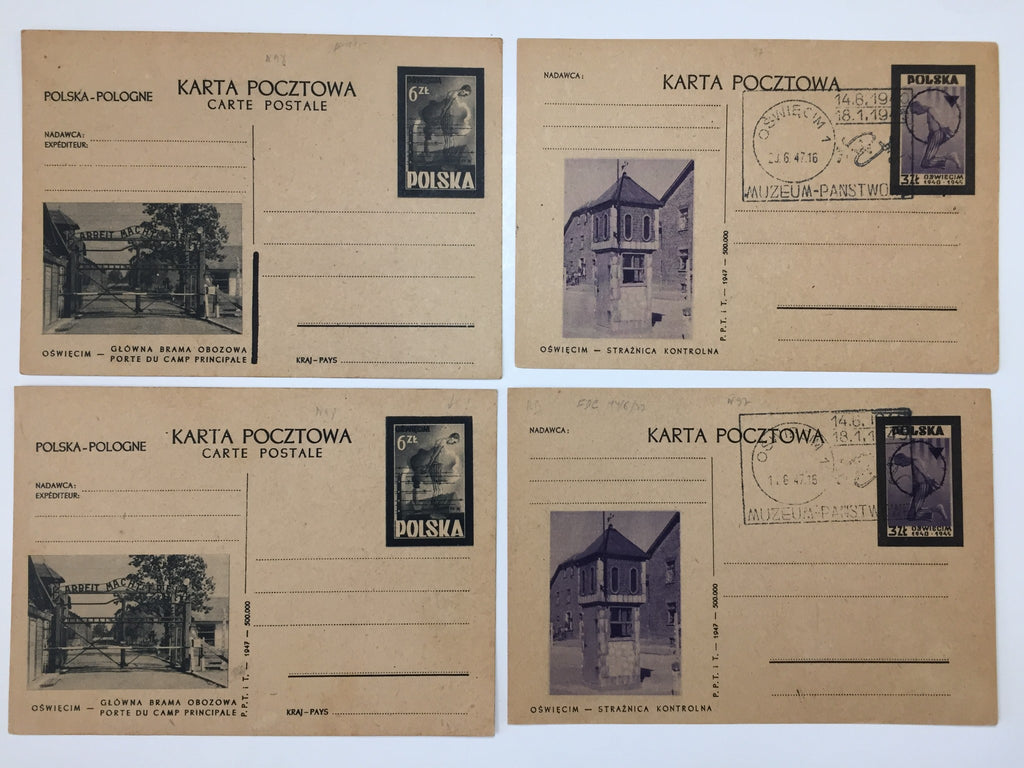 POLSKA-POLOGNE
KARTA POCZTOWA
CARTE POSTALE
NADAWCA:
EXPÉDITEUR:
OŚWIĘCIM
6 ZŁ
POLSKA
ARBEIT MACHT
OŚWIĘCIM — GŁÓWNA BRAMA OBOZOWA
PORTE DU CAMP PRINCIPALE
KRAJ-PAYS
NADAWCA:
KARTA POCZTOWA
14.6.1940
18.1.194
OŚWIĘCIM 1
23.6.47.16
MUZEUM-PAŃSTWO
POLSKA
3 ZŁ OŚWIĘCIM
1940-1945
P. P. T. i T. — 1947 — 500.000
OŚWIĘCIM — STRAŻNICA KONTROLNA
POLSKA-POLOGNE
KARTA POCZTOWA
CARTE POSTALE
NADAWCA:
EXPÉDITEUR:
OŚWIĘCIM
6 ZŁ
POLSKA
ARBEIT MACHT
P. P. T. i T. — 1947 — 500.000
OŚWIĘCIM — GŁÓWNA BRAMA OBOZOWA
PORTE DU CAMP PRINCIPALE
KRAJ-PAYS
NADAWCA:
KARTA POCZTOWA
14.6.
18.1.1
6 47.16
MUZEUM-PAŃSTW
POLSKA
3 ZŁ OŚWIĘCIM
1940-1945
P. P. T. i T. — 1947 — 500.000
OŚWIĘCIM — STRAŻNICA KONTROLNA